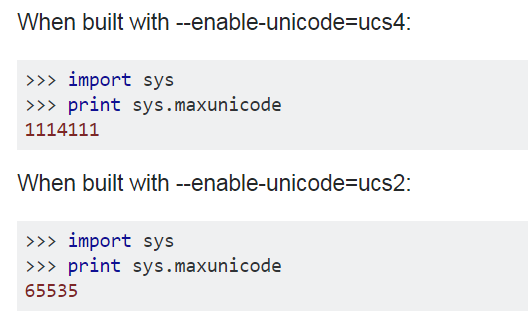 When built with --enable-unicode=ucs4:
>>> import sys
>>> print sys.maxunicode
1114111
When built with --enable-unicode=ucs2:
>>> import sys
>>> print sys.maxunicode
65535